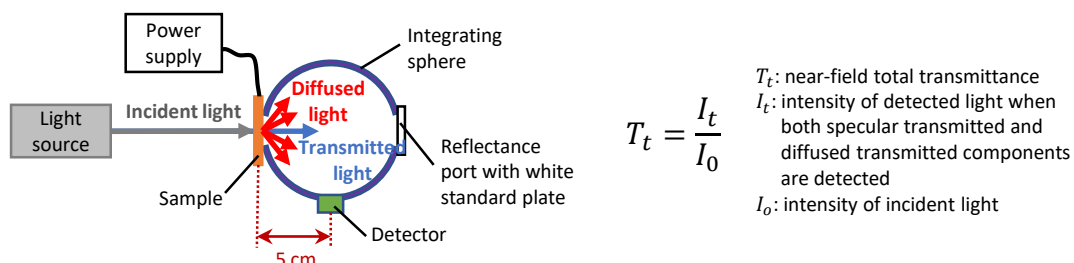 Power
supply
Integrating
sphere
Diffused
light
Incident light
Light
source
Transmitted
light
Sample
Reflectance
port with white
standard plate
Detector
5 cm
T_t = I_t / I_0
T_t: near-field total transmittance
I_t: intensity of detected light when
both specular transmitted and
diffused transmitted components
are detected
I_o: intensity of incident light